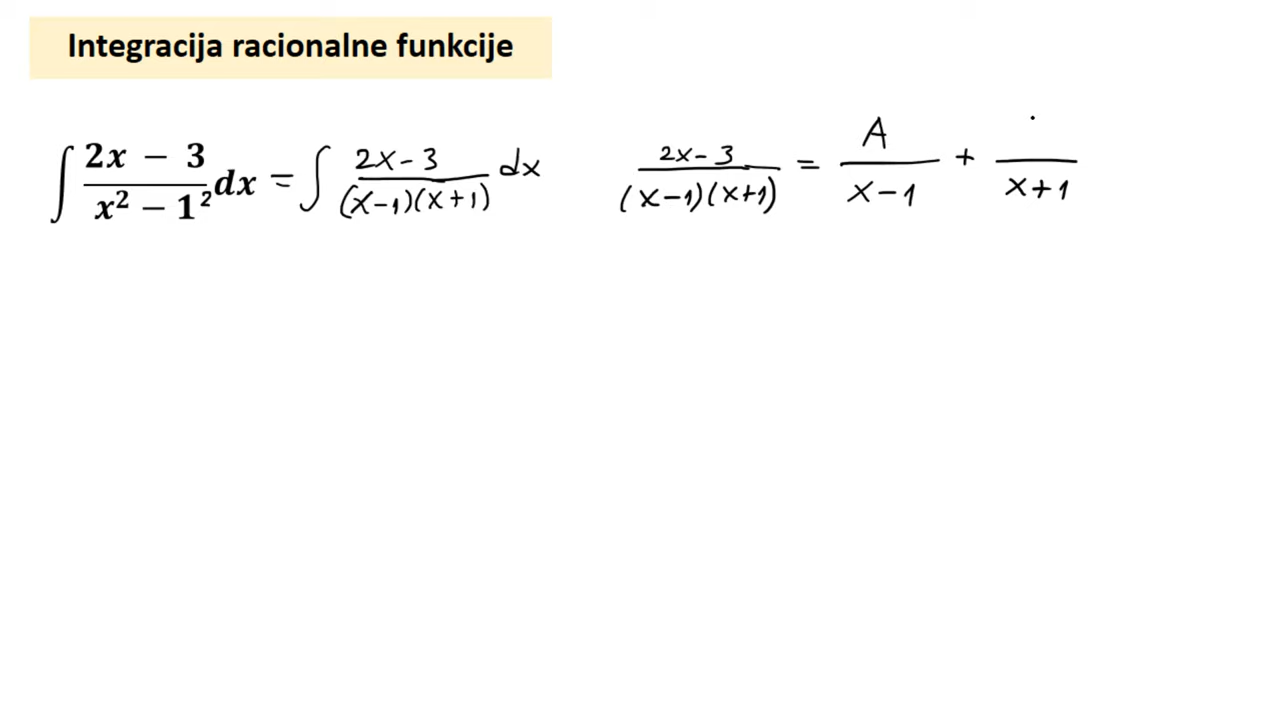 Integracija racionalne funkcije
∫ (2x − 3)/(x² − 1²) dx = ∫ (2x−3)/((x−1)(x+1)) dx    (2x−3)/((x−1)(x+1)) = A/(x−1) + /(x+1)